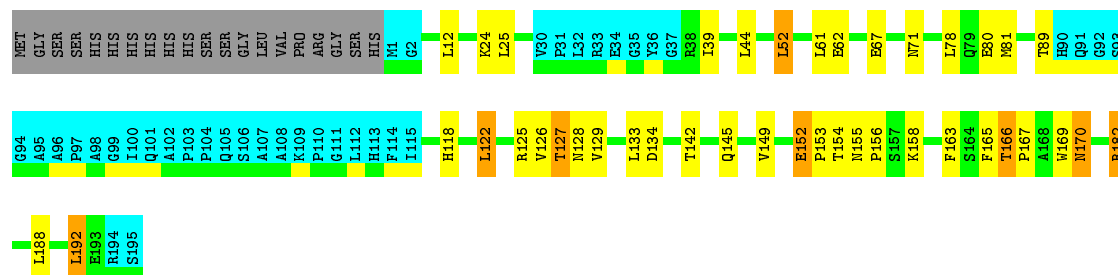 MET GLY SER SER HIS HIS HIS HIS HIS HIS SER SER GLY LEU VAL PRO ARG GLY SER HIS M1 G2 L12 K24 L25 V30 P31 L32 R33 E34 G35 Y36 G37 R38 I39 L44 L52 L61 E62 E67 N71 L78 Q79 E80 M81 T89 H90 Q91 G92 S93
G94 A95 A96 P97 A98 G99 I100 Q101 A102 P103 P104 Q105 S106 A107 A108 K109 P110 G111 L112 H113 F114 I115 H118 L122 R125 V126 T127 N128 V129 L133 D134 T142 Q145 V149 E152 P153 T154 N155 P156 S157 K158 F163 S164 F165 T166 P167 A168 W169 N170
L188 L192 E193 R194 S195